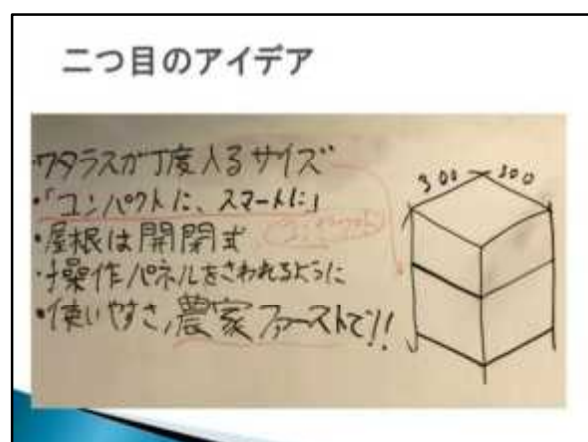 二つ目のアイデア
・ワタラスが丁度入るサイズ
・「コンパクトに、スマートに」
・屋根は開閉式
・操作パネルをさわれるように
・使いやすさ,農家ファーストで!!
300
300